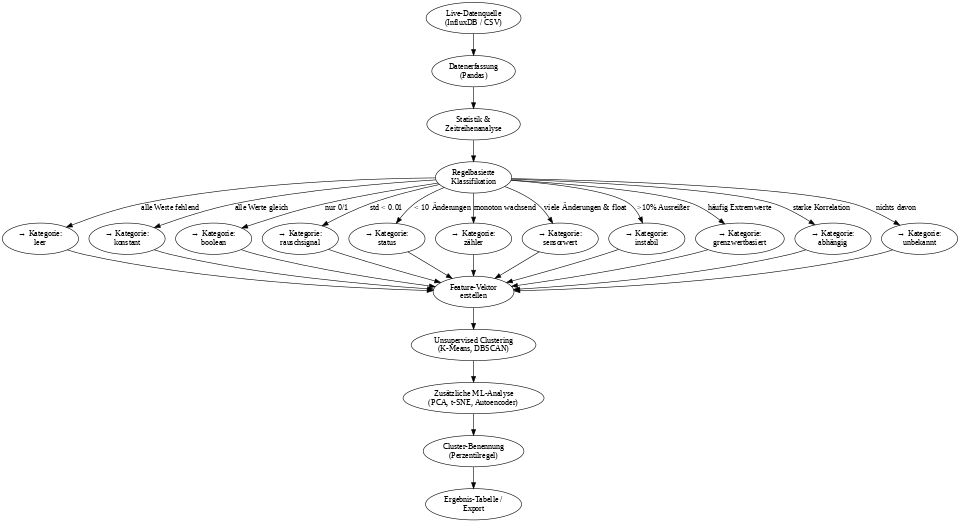 Live-Datenquelle
(InfluxDB / CSV)
Datenerfassung
(Pandas)
Statistik &
Zeitreihenanalyse
Regelbasierte
Klassifikation
alle Werte fehlend
alle Werte gleich
nur 0/1
std < 0.01
< 10 Änderungen
monoton wachsend
viele Änderungen & float
>10% Ausreißer
häufig Extremwerte
starke Korrelation
nichts davon
→ Kategorie:
leer
→ Kategorie:
konstant
→ Kategorie:
boolean
→ Kategorie:
rauschsignal
→ Kategorie:
status
→ Kategorie:
zähler
→ Kategorie:
sensorwert
→ Kategorie:
instabil
→ Kategorie:
grenzwertbasiert
→ Kategorie:
abhängig
→ Kategorie:
unbekannt
Feature-Vektor
erstellen
Unsupervised Clustering
(K-Means, DBSCAN)
Zusätzliche ML-Analyse
(PCA, t-SNE, Autoencoder)
Cluster-Benennung
(Perzentilregel)
Ergebnis-Tabelle /
Export